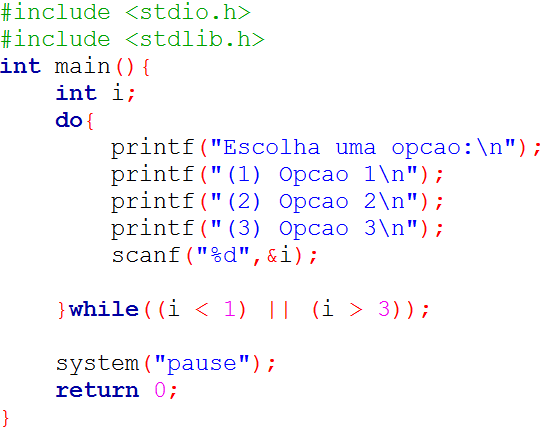 #include <stdio.h>
#include <stdlib.h>
int main(){
    int i;
    do{
        printf("Escolha uma opcao:\n");
        printf("(1) Opcao 1\n");
        printf("(2) Opcao 2\n");
        printf("(3) Opcao 3\n");
        scanf("%d",&i);

    }while((i < 1) || (i > 3));

    system("pause");
    return 0;
}